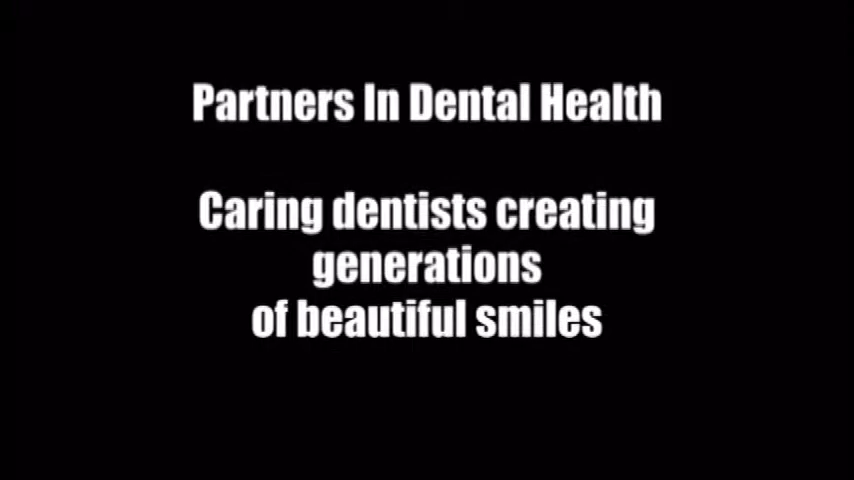 Partners In Dental Health
Caring dentists creating
generations
of beautiful smiles